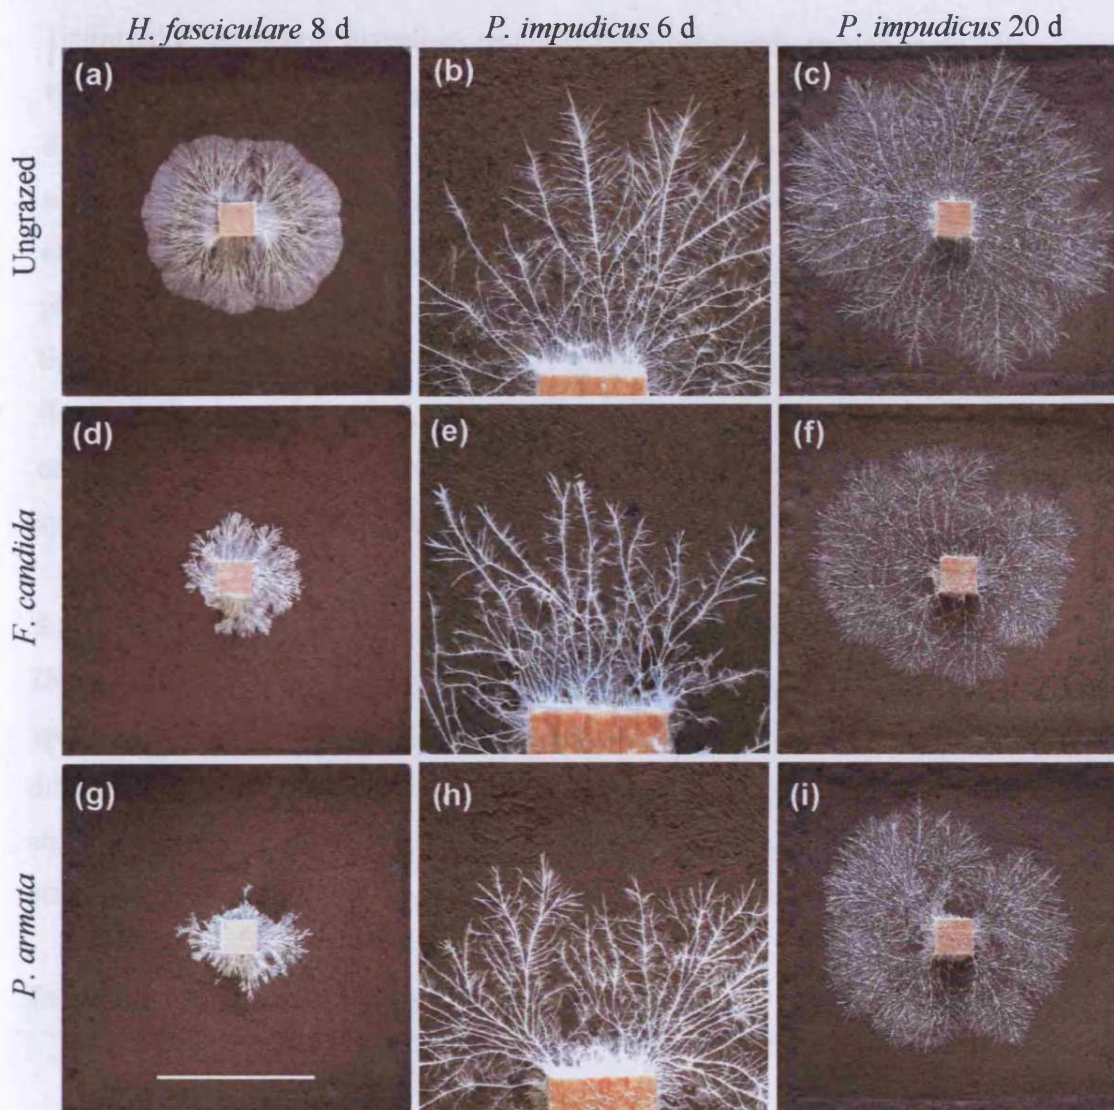 H. fasciculare 8 d P. impudicus 6 d P. impudicus 20 d
Ungrazed
(a) (b) (c)
F. candida
(d) (e) (f)
P. armata
(g) (h) (i)